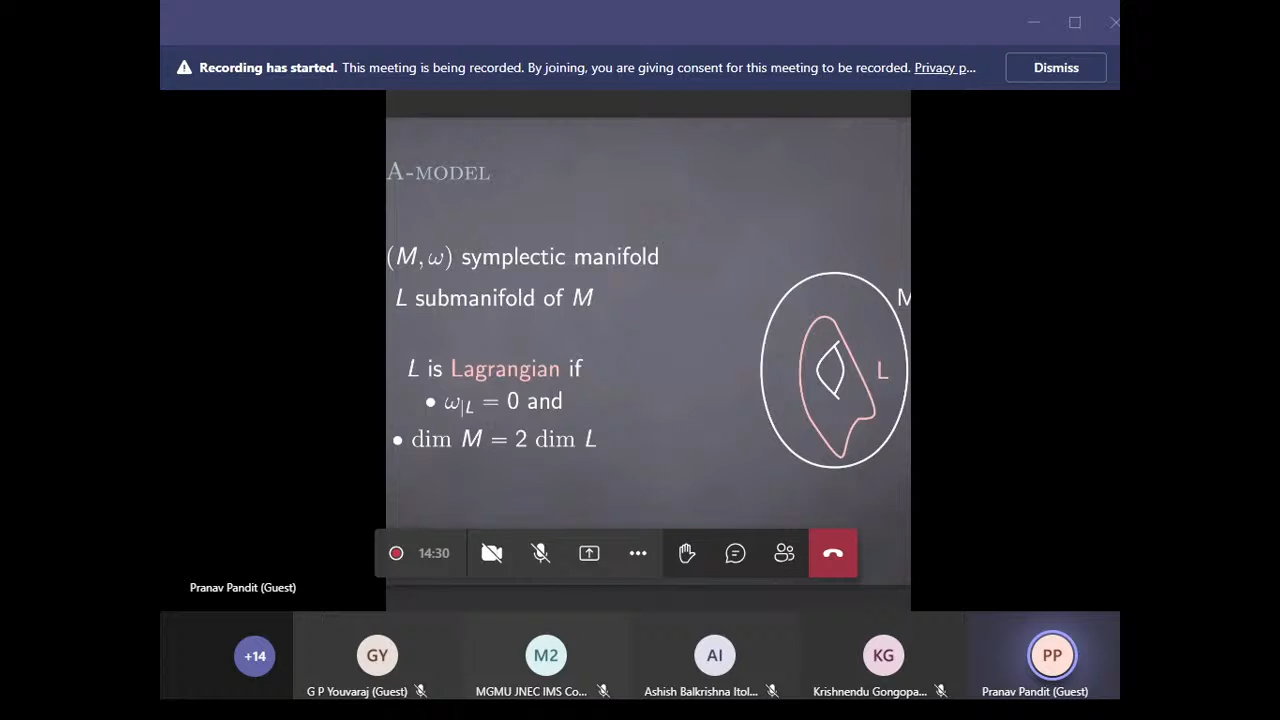 Recording has started. This meeting is being recorded. By joining, you are giving consent for this meeting to be recorded. Privacy p...
Dismiss
A-MODEL
(M, ω) symplectic manifold
L submanifold of M
M
L is Lagrangian if
L
• ω|L = 0 and
• dim M = 2 dim L
14:30
Pranav Pandit (Guest)
+14
GY
M2
AI
KG
PP
G P Youvaraj (Guest)
MGMU JNEC IMS Co...
Ashish Balkrishna Itol...
Krishnendu Gongopa...
Pranav Pandit (Guest)